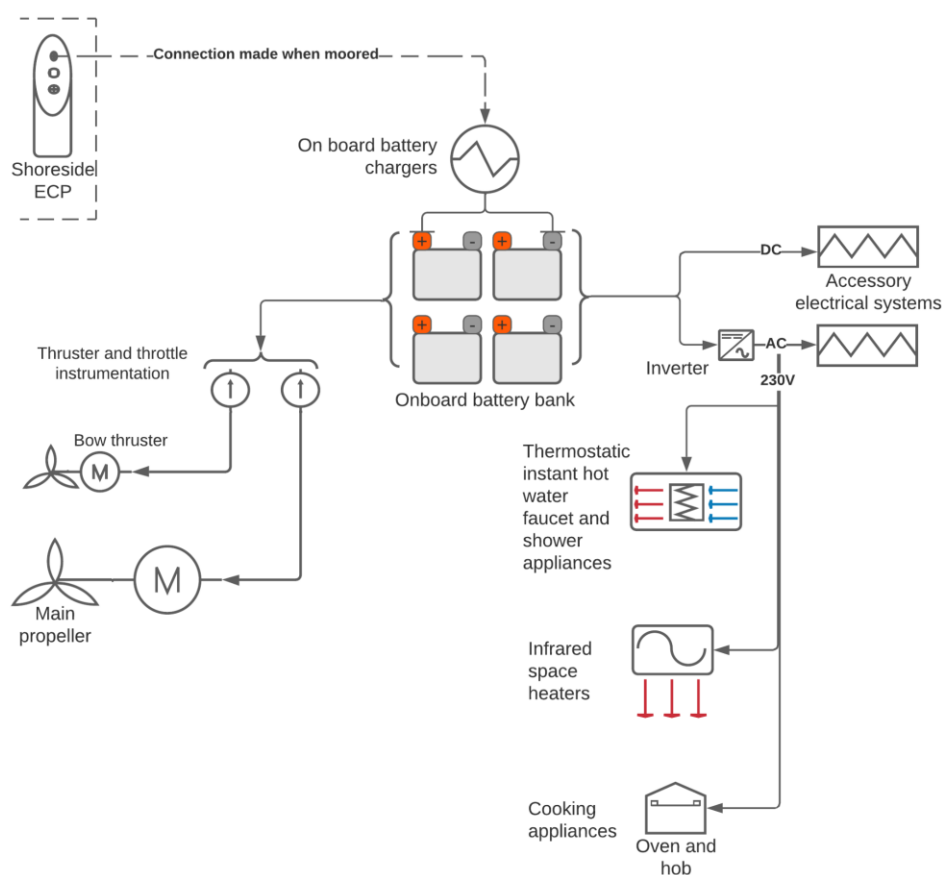 Connection made when moored
Shoreside
ECP
On board battery
chargers
+
-
+
-
+
-
+
-
Onboard battery bank
DC
Accessory
electrical systems
Inverter
AC
230V
Thruster and throttle
instrumentation
Bow thruster
M
M
Main
propeller
Thermostatic
instant hot
water
faucet and
shower
appliances
Infrared
space
heaters
Cooking
appliances
Oven and
hob